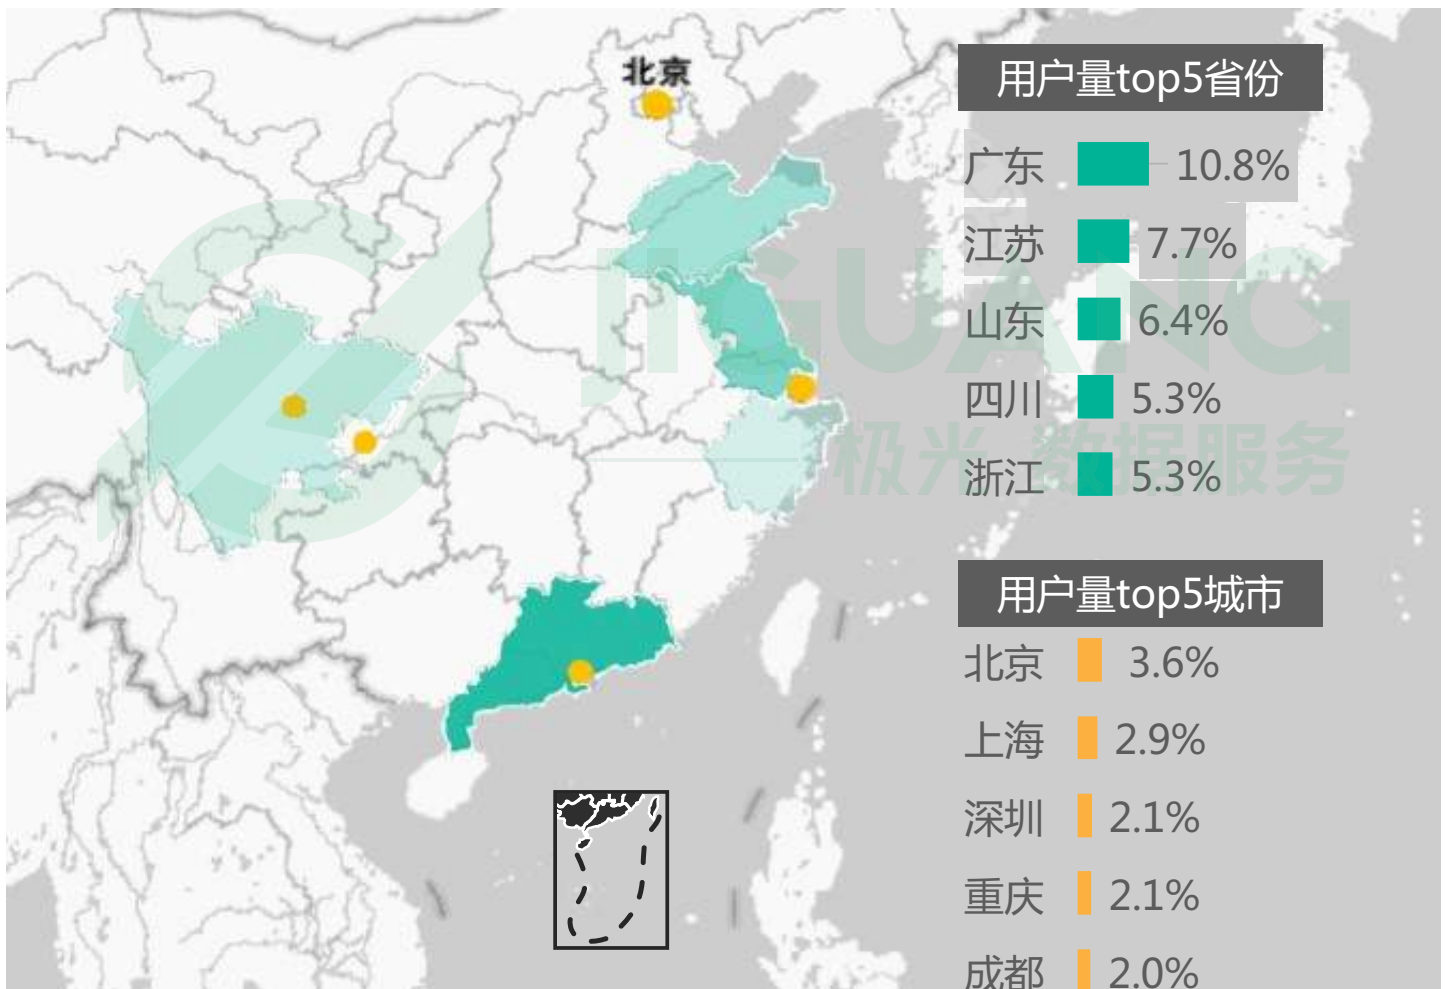 北京
用户量top5省份
广东 10.8%
江苏 7.7%
山东 6.4%
四川 5.3%
浙江 5.3%
JIGUANG
极光 数据服务
用户量top5城市
北京 3.6%
上海 2.9%
深圳 2.1%
重庆 2.1%
成都 2.0%